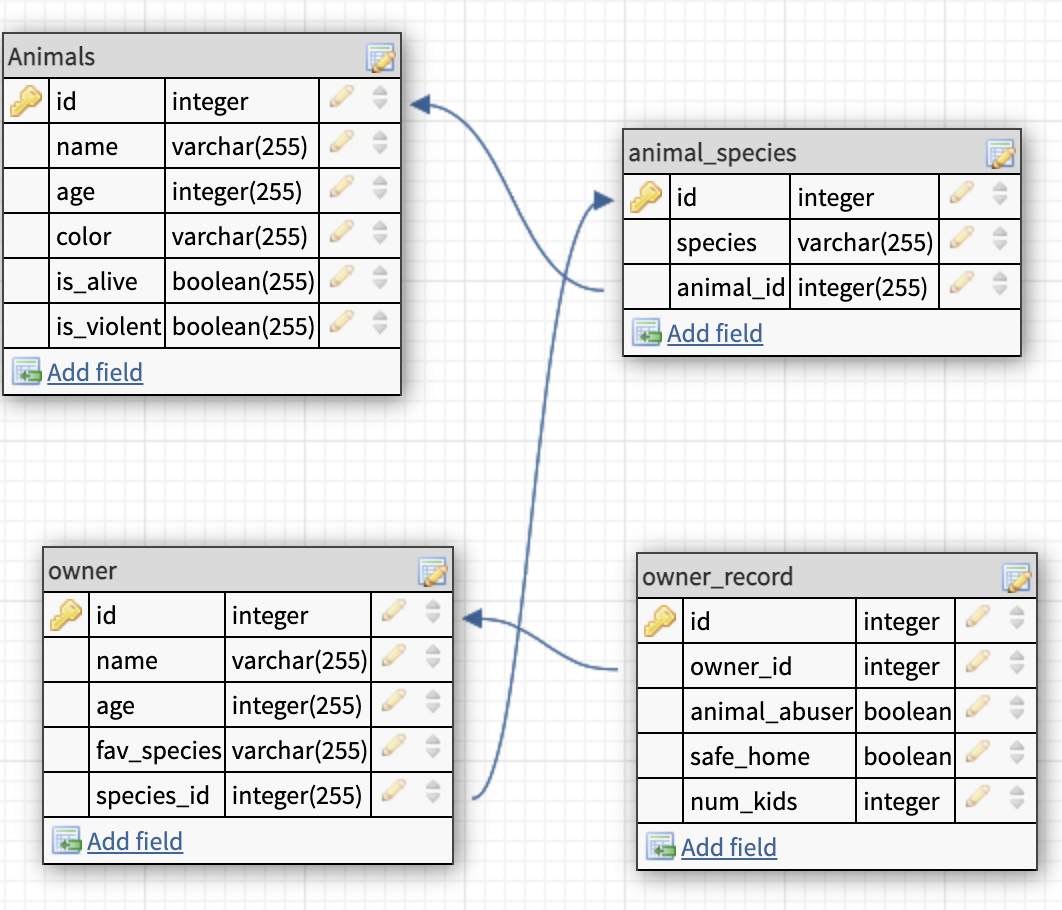 Animals
id integer
name varchar(255)
age integer(255)
color varchar(255)
is_alive boolean(255)
is_violent boolean(255)
Add field
animal_species
id integer
species varchar(255)
animal_id integer(255)
Add field
owner
id integer
name varchar(255)
age integer(255)
fav_species varchar(255)
species_id integer(255)
Add field
owner_record
id integer
owner_id integer
animal_abuser boolean
safe_home boolean
num_kids integer
Add field